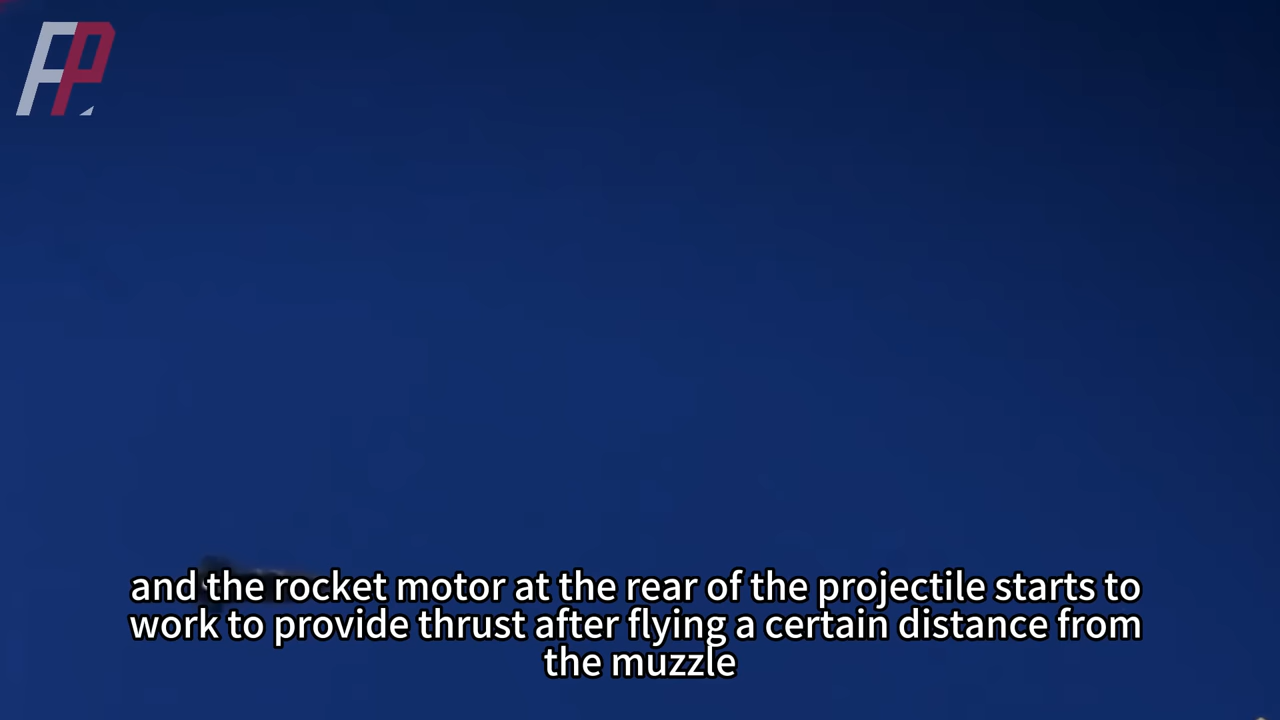 FP
and the rocket motor at the rear of the projectile starts to
work to provide thrust after flying a certain distance from
the muzzle